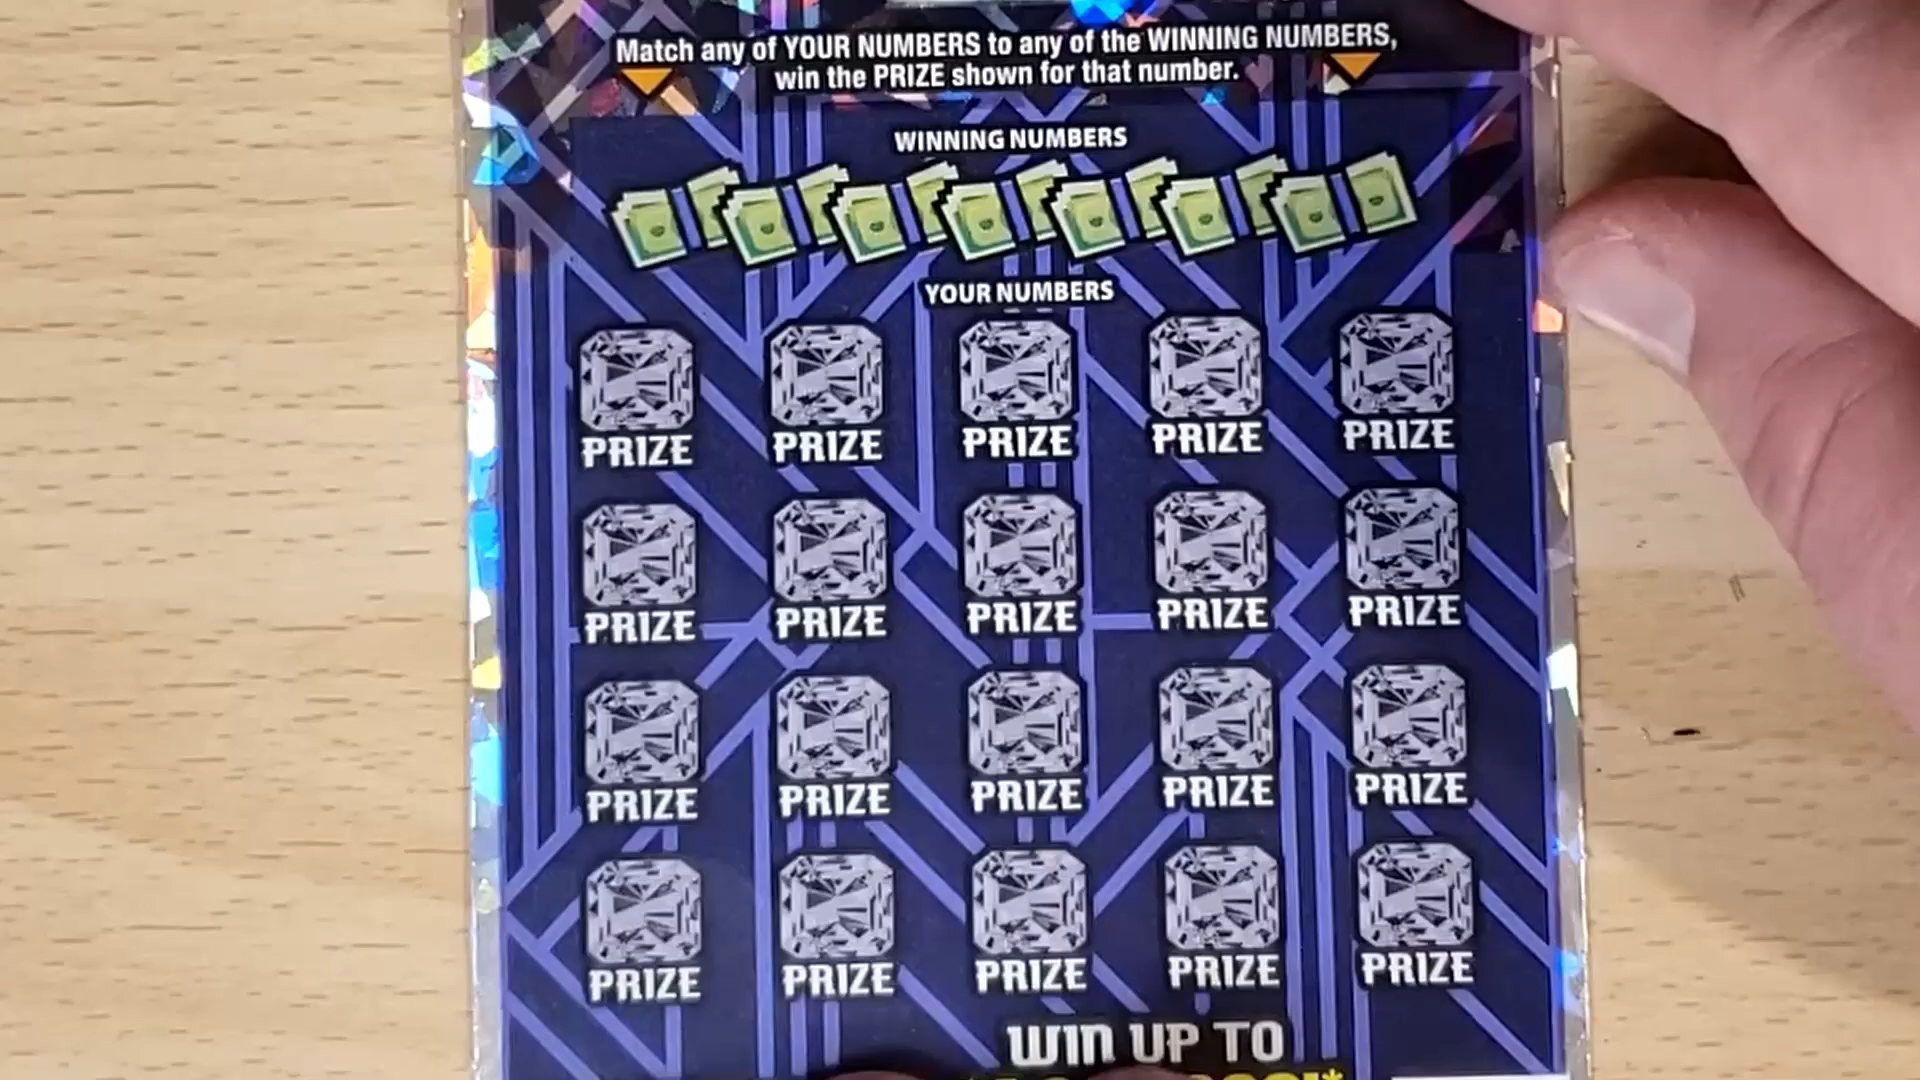 Match any of YOUR NUMBERS to any of the WINNING NUMBERS,
win the PRIZE shown for that number.
WINNING NUMBERS
YOUR NUMBERS
PRIZE PRIZE PRIZE PRIZE PRIZE
PRIZE PRIZE PRIZE PRIZE PRIZE
PRIZE PRIZE PRIZE PRIZE PRIZE
PRIZE PRIZE PRIZE PRIZE PRIZE
WIN UP TO